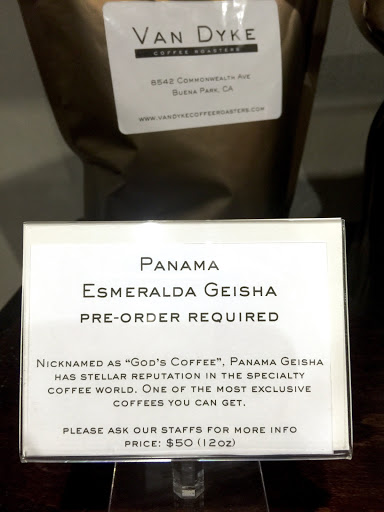 VAN DYKE
COFFEE ROASTERS
8542 COMMONWEALTH AVE
BUENA PARK, CA
WWW.VANDYKECOFFEEROASTERS.COM
PANAMA
ESMERALDA GEISHA
PRE-ORDER REQUIRED
NICKNAMED AS "GOD'S COFFEE", PANAMA GEISHA
HAS STELLAR REPUTATION IN THE SPECIALTY
COFFEE WORLD. ONE OF THE MOST EXCLUSIVE
COFFEES YOU CAN GET.
PLEASE ASK OUR STAFFS FOR MORE INFO
PRICE: $50 (12OZ)